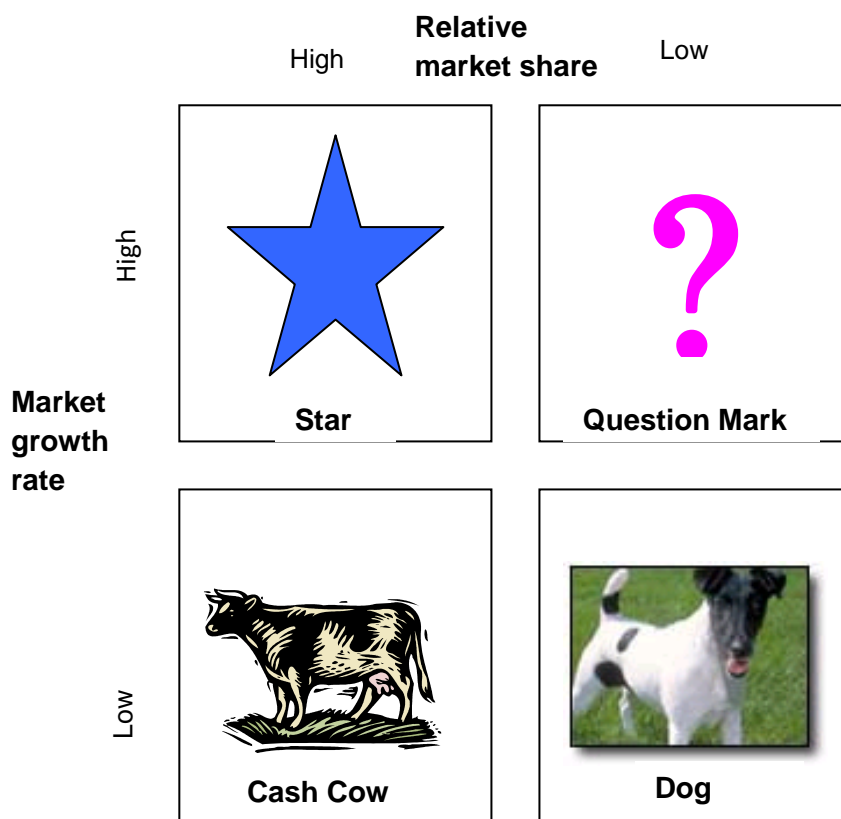 Relative
market share
High
Low
High
Market
growth
rate
Star
Question Mark
Low
Cash Cow
Dog